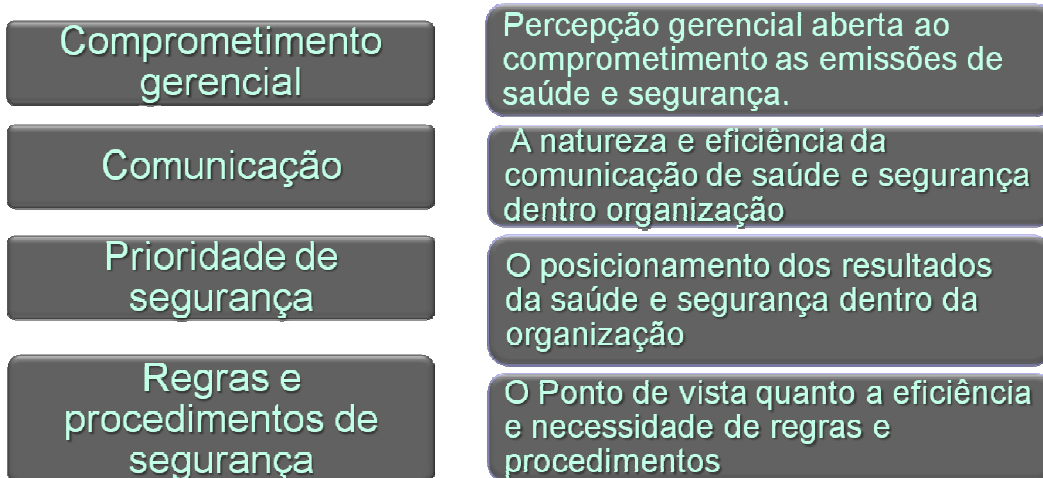 Comprometimento
gerencial
Percepção gerencial aberta ao
comprometimento as emissões de
saúde e segurança.
Comunicação
A natureza e eficiência da
comunicação de saúde e segurança
dentro organização
Prioridade de
segurança
O posicionamento dos resultados
da saúde e segurança dentro da
organização
Regras e
procedimentos de
segurança
O Ponto de vista quanto a eficiência
e necessidade de regras e
procedimentos